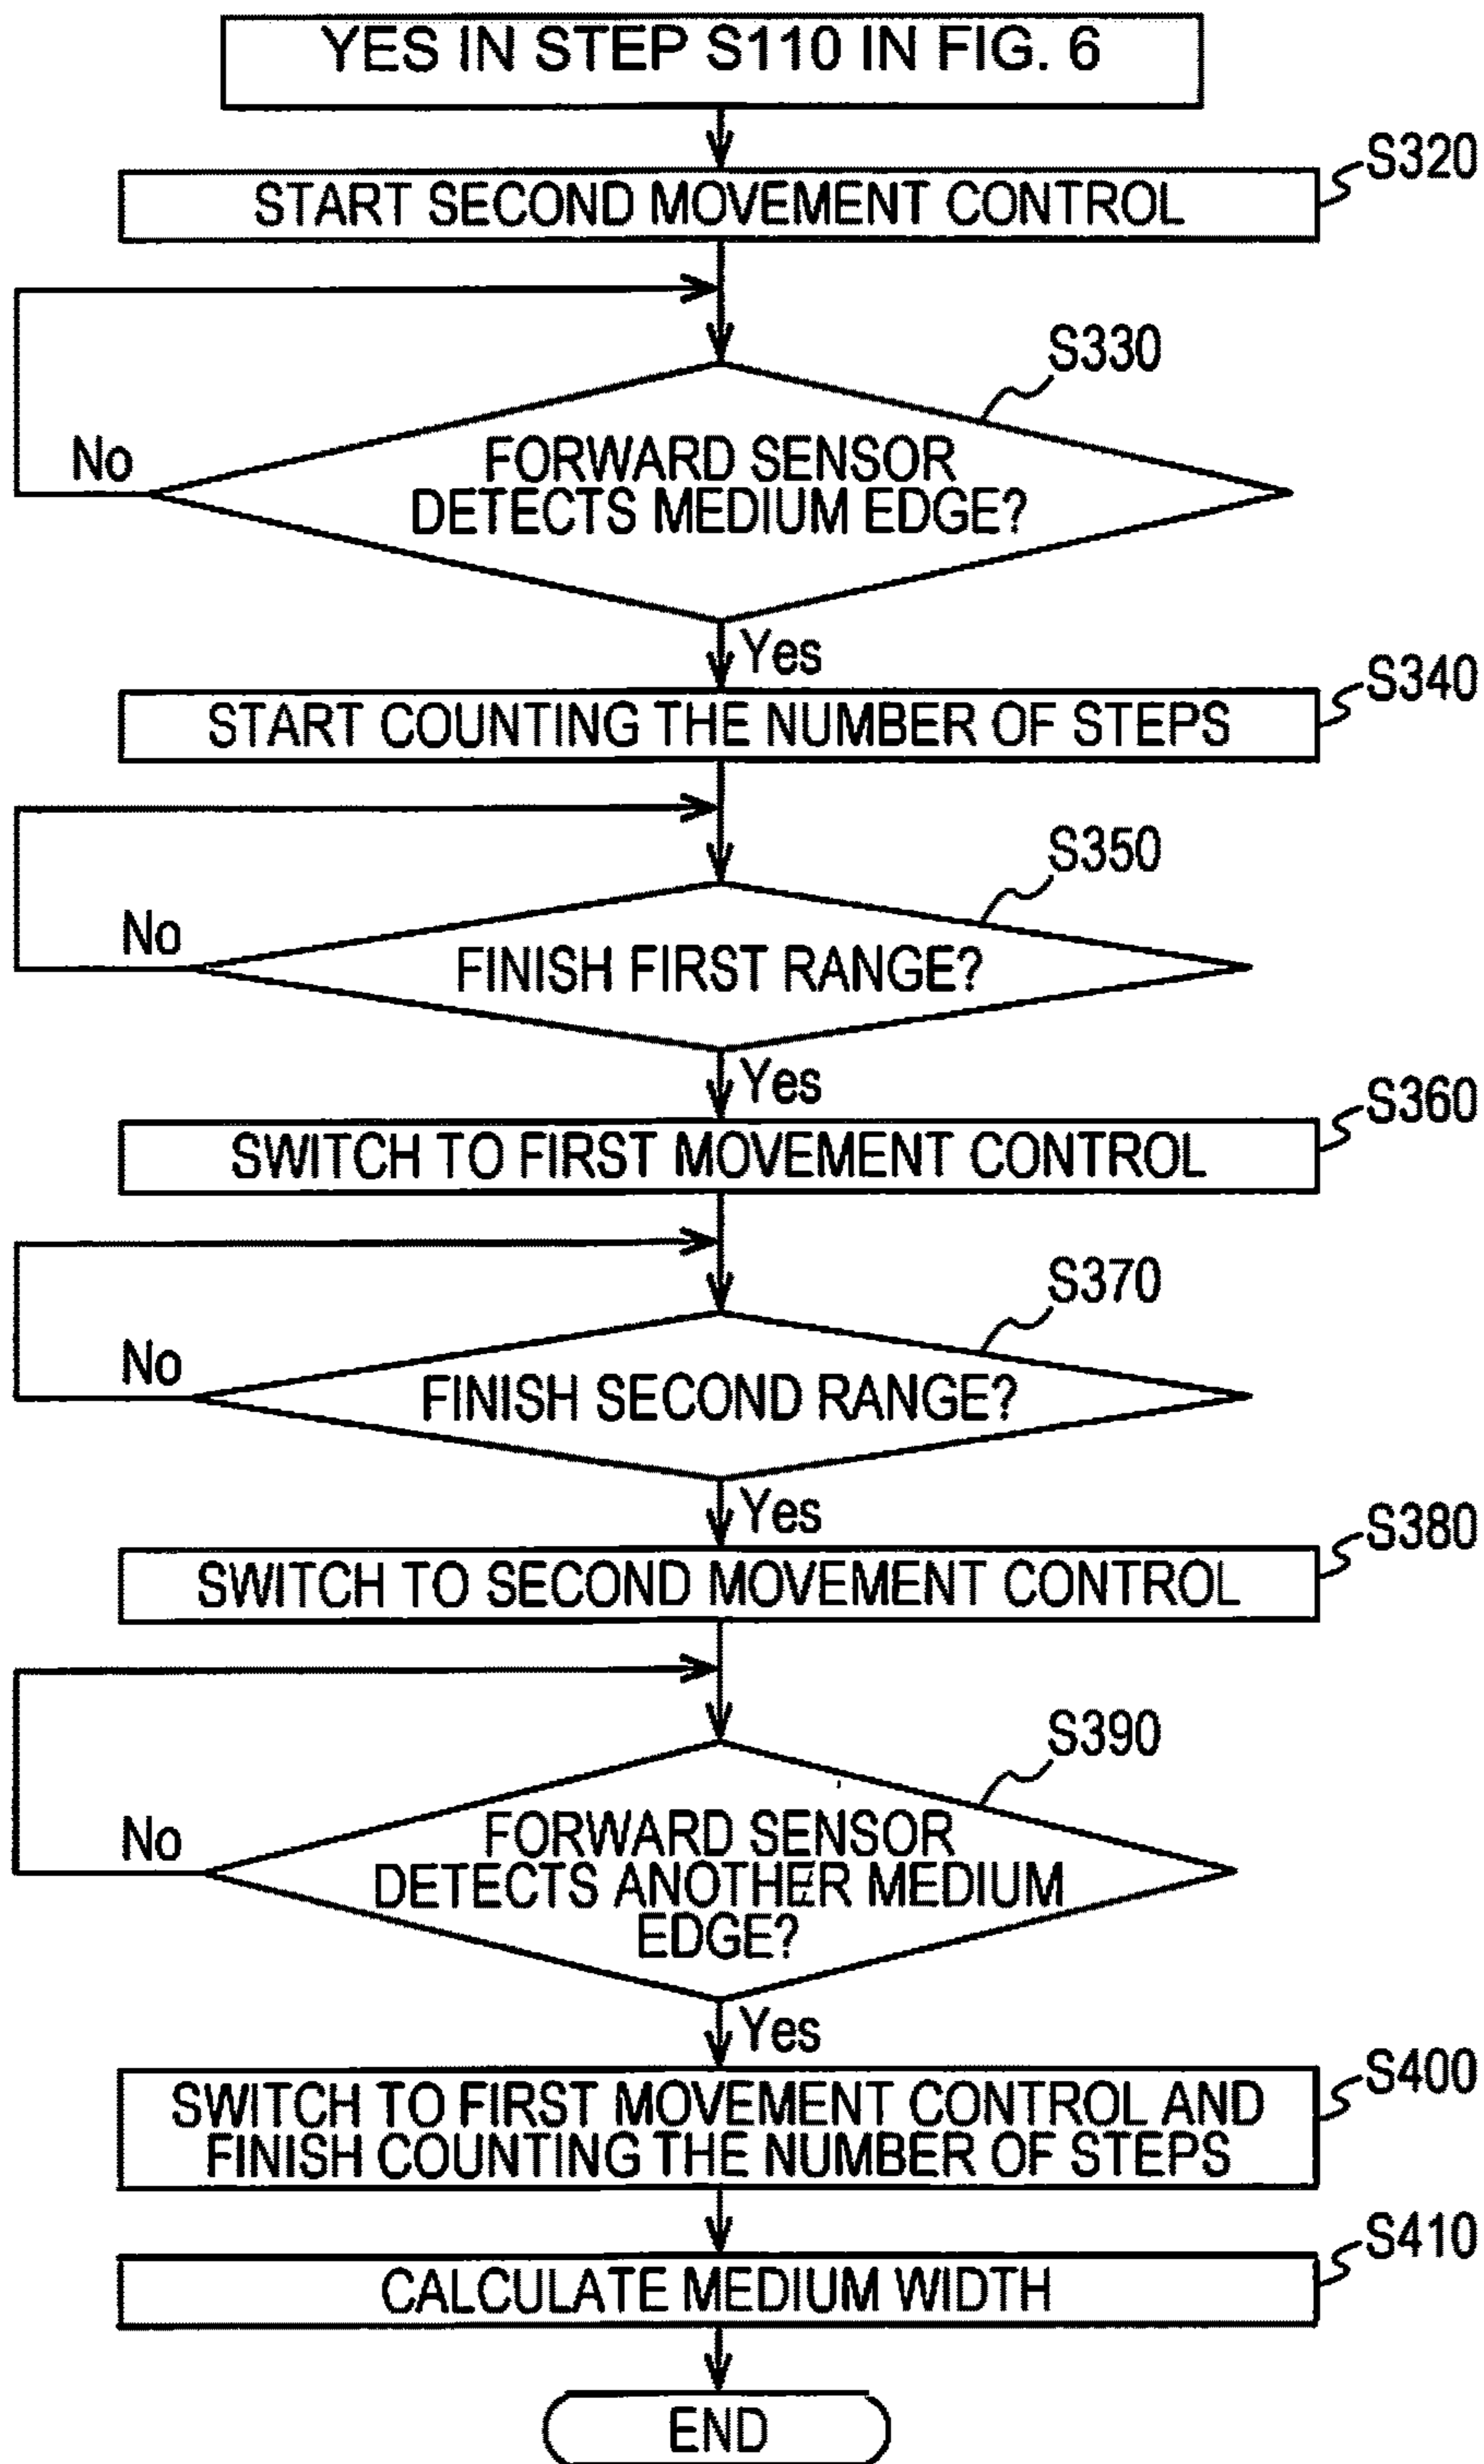 YES IN STEP S110 IN FIG. 6
S320
START SECOND MOVEMENT CONTROL
S330
No
FORWARD SENSOR
DETECTS MEDIUM EDGE?
Yes
S340
START COUNTING THE NUMBER OF STEPS
S350
No
FINISH FIRST RANGE?
Yes
S360
SWITCH TO FIRST MOVEMENT CONTROL
S370
No
FINISH SECOND RANGE?
Yes
S380
SWITCH TO SECOND MOVEMENT CONTROL
S390
No
FORWARD SENSOR
DETECTS ANOTHER MEDIUM
EDGE?
Yes
S400
SWITCH TO FIRST MOVEMENT CONTROL AND
FINISH COUNTING THE NUMBER OF STEPS
S410
CALCULATE MEDIUM WIDTH
END